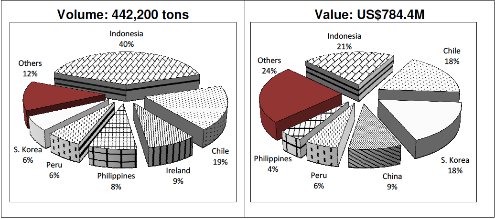 Volume: 442,200 tons
Indonesia
40%
Others
12%
S. Korea
6%
Peru
6%
Philippines
8%
Ireland
9%
Chile
19%
Value: US$784.4M
Indonesia
21%
Chile
18%
Others
24%
Philippines
4%
Peru
6%
China
9%
S. Korea
18%